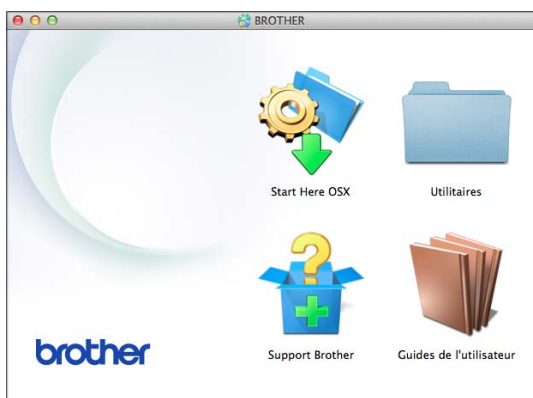 BROTHER
Start Here OSX
Utilitaires
Support Brother
Guides de l'utilisateur
brother